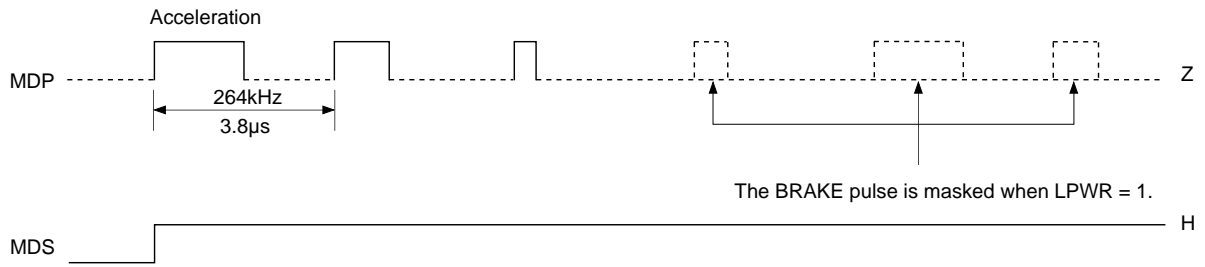 Acceleration
MDP
Z
264kHz
3.8µs
The BRAKE pulse is masked when LPWR = 1.
H
MDS